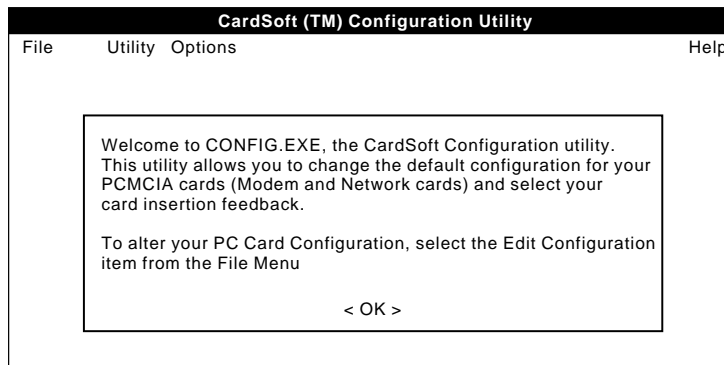 CardSoft (TM) Configuration Utility
File Utility Options Help
Welcome to CONFIG.EXE, the CardSoft Configuration utility.
This utility allows you to change the default configuration for your
PCMCIA cards (Modem and Network cards) and select your
card insertion feedback.
To alter your PC Card Configuration, select the Edit Configuration
item from the File Menu
< OK >